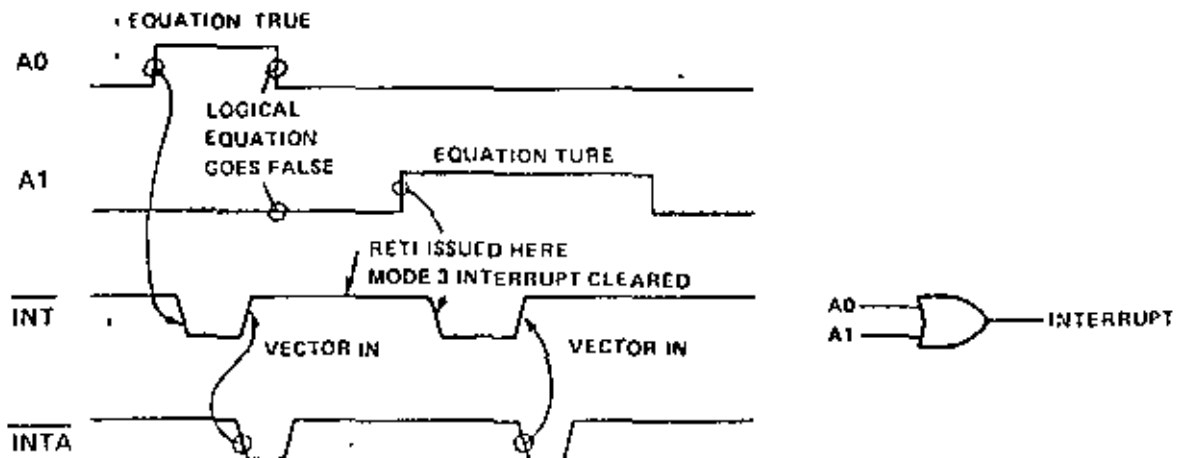 EQUATION TRUE
A0
LOGICAL
EQUATION
GOES FALSE
EQUATION TURE
A1
RETI ISSUED HERE
MODE 3 INTERRUPT CLEARED
INT
VECTOR IN
VECTOR IN
A0
A1
INTERRUPT
INTA